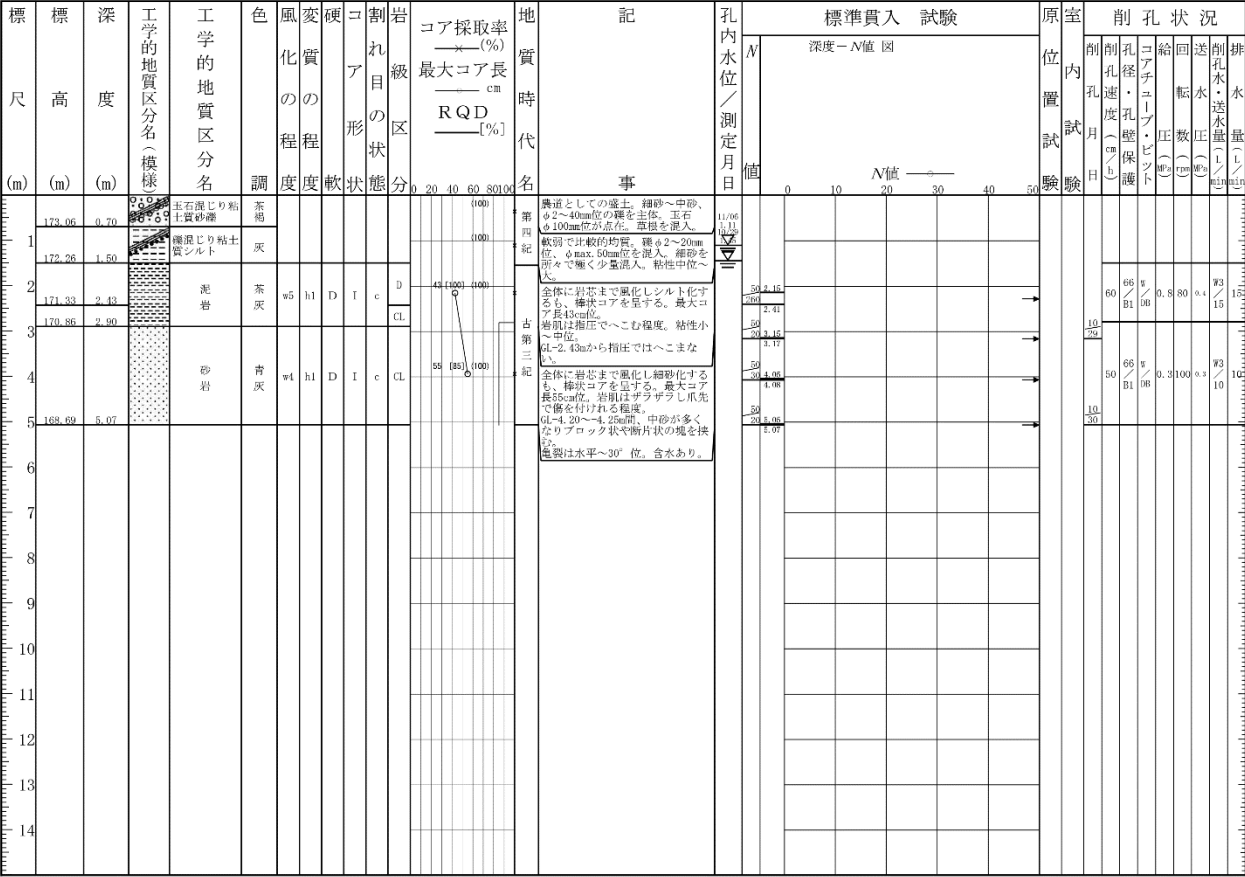 標尺(m)
標高(m)
深度(m)
工学的地質区分名(模様)
工学的地質区分名
色調
風化の程度
変質の程度
硬軟
コア形状
割れ目の状態
岩級区分
コア採取率
(%)
最大コア長
cm
RQD
[%]
0 20 40 60 80 100
地質時代名
記事
孔内水位/測定月日
標準貫入 試験
N値
深度-N値 図
N値
0 10 20 30 40 50
原位置試験
室内試験
削孔状況
削孔月日
削孔速度(cm/h)
孔径・孔壁保護
コアチューブ・ビット
給圧(MPa)
回転数(rpm)
送水圧(MPa)
削孔水・送水量(L/min)
排水量(L/min)
173.06 0.70
玉石混じり粘
土質砂礫
茶
褐
(100)
第
四
紀
農道としての盛土。細砂~中砂、
φ2~40mm位の礫を主体。玉石
φ100mm位が点在。草根を混入。
11/06
1.11
1
172.26 1.50
礫混じり粘土
質シルト
灰
(100)
軟弱で比較的均質。礫φ2~20mm
位、φmax.50mm位を混入。細砂を
所々で極く少量混入。粘性中位~
大。
2
171.33 2.43
170.86 2.90
泥
岩
茶
灰
w5 h1 D I c
D
CL
43 [100] (100)
全体に岩芯まで風化しシルト化す
るも、棒状コアを呈する。最大コ
ア長43cm位。
岩肌は指圧でへこむ程度。粘性小
~中位。
GL-2.43mから指圧ではへこまな
い。
50 2.15
260 2.41
60
66/B1
W/DB
0.8 80 0.4
W3/15
15
3
50
20 3.15
3.17
10
29
古
第
三
紀
4
168.69 5.07
砂
岩
青
灰
w4 h1 D I c CL
55 [85] (100)
全体に岩芯まで風化し細砂化する
も、棒状コアを呈する。最大コア
長55cm位。岩肌はザラザラし爪先
で傷を付けれる程度。
GL-4.20~-4.25m間、中砂が多く
なりブロック状や断片状の塊を挟
む。
亀裂は水平~30°位。含水あり。
50
30 4.05
4.08
50
66/B1
W/DB
0.3 100 0.3
W3/10
10
5
50
20 5.05
5.07
10
30
6
7
8
9
10
11
12
13
14